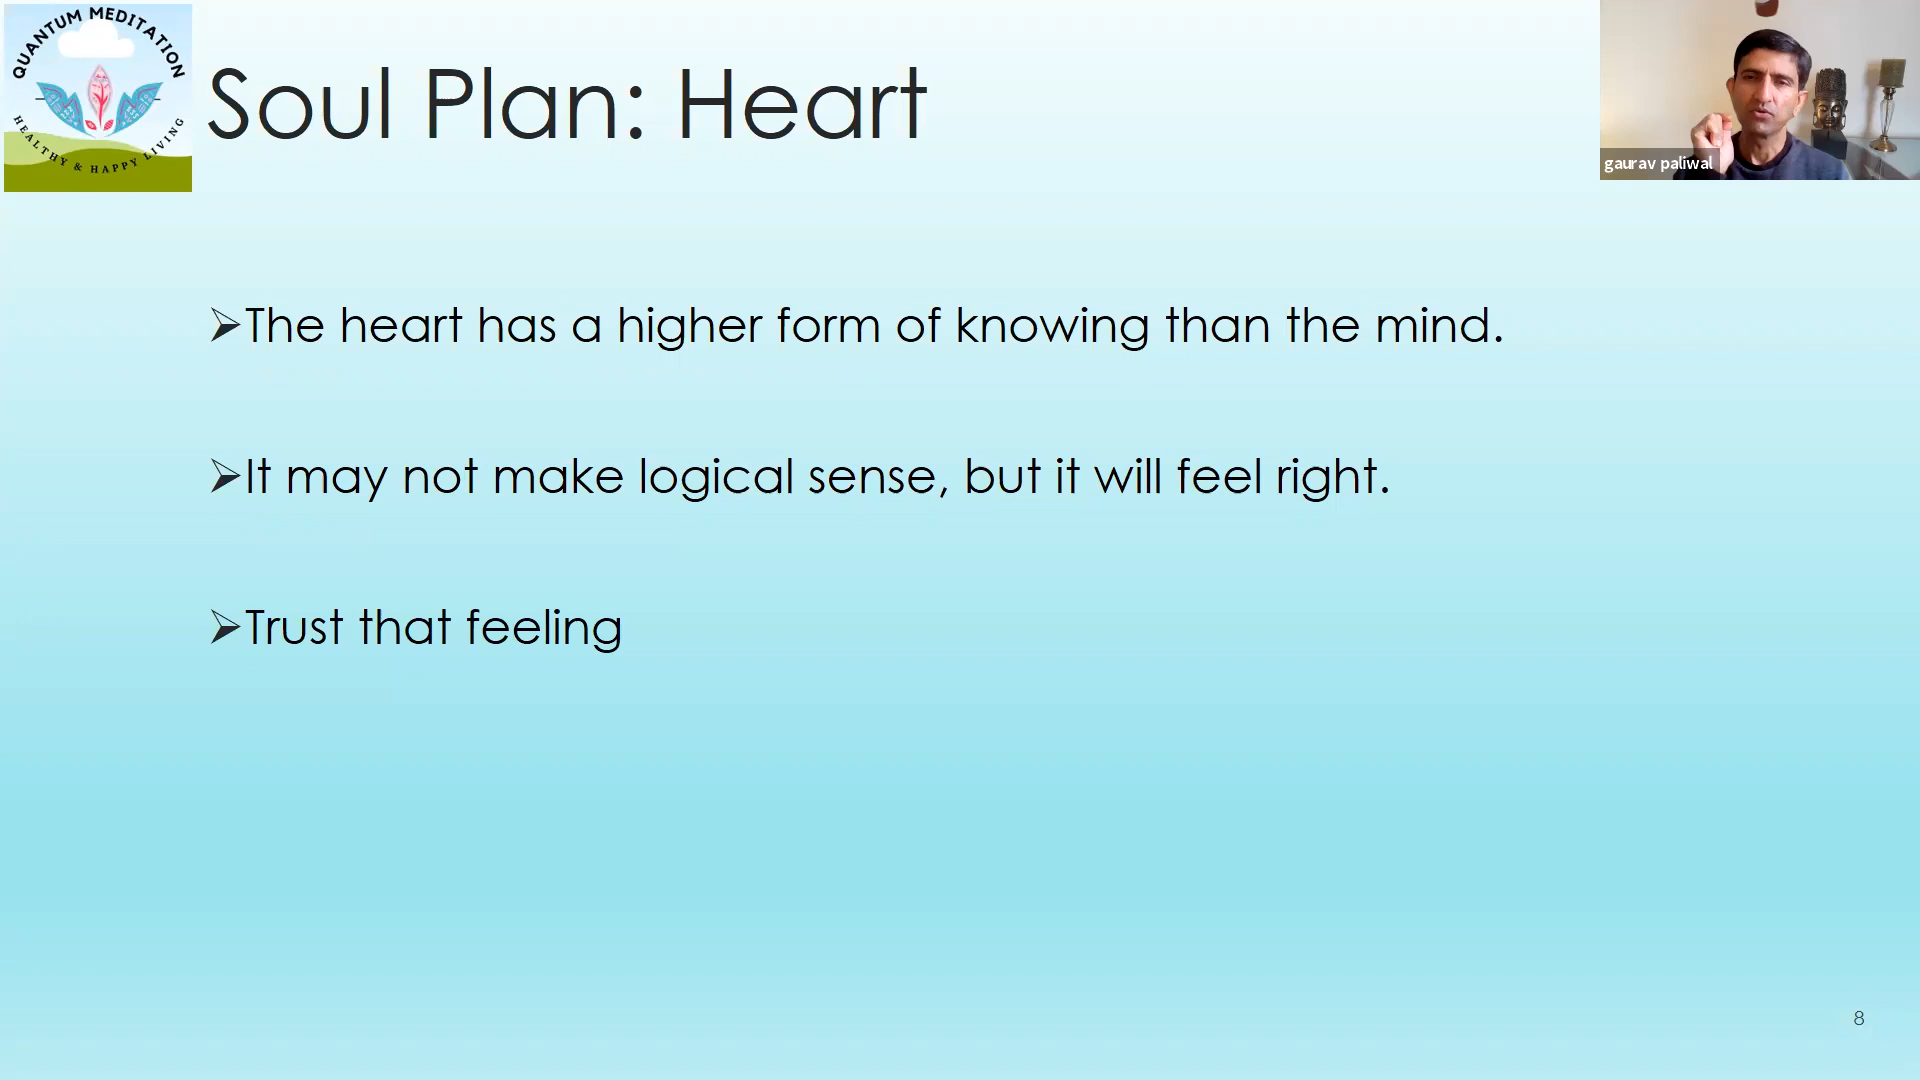 QUANTUM MEDITATION
HEALTHY & HAPPY LIVING
Soul Plan: Heart
gaurav paliwal
➢The heart has a higher form of knowing than the mind.
➢It may not make logical sense, but it will feel right.
➢Trust that feeling
8